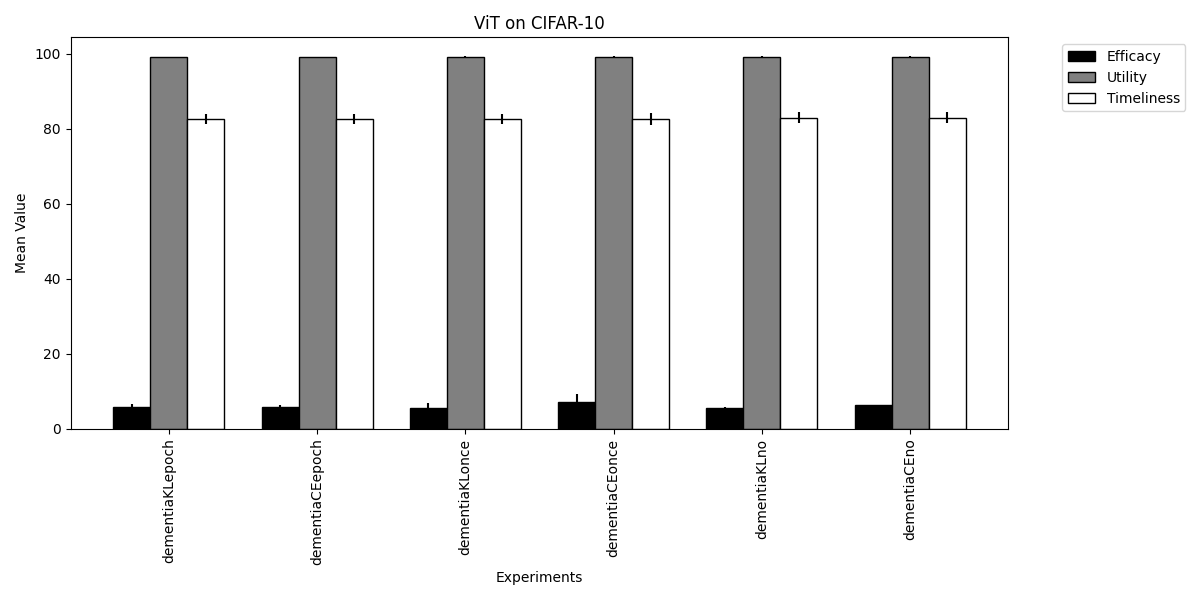 ViT on CIFAR-10
Efficacy
Utility
Timeliness
Mean Value
100
80
60
40
20
0
dementiaKLepoch
dementiaCEepoch
dementiaKLonce
dementiaCEonce
dementiaKLno
dementiaCEno
Experiments